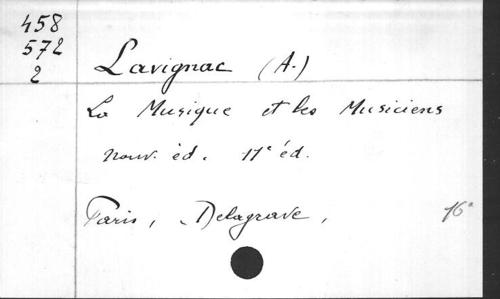 458
572
2
Lavignac (A.)
La Musique et les Musiciens
nouv. éd. 11e éd.
Paris, Delagrave, 16°